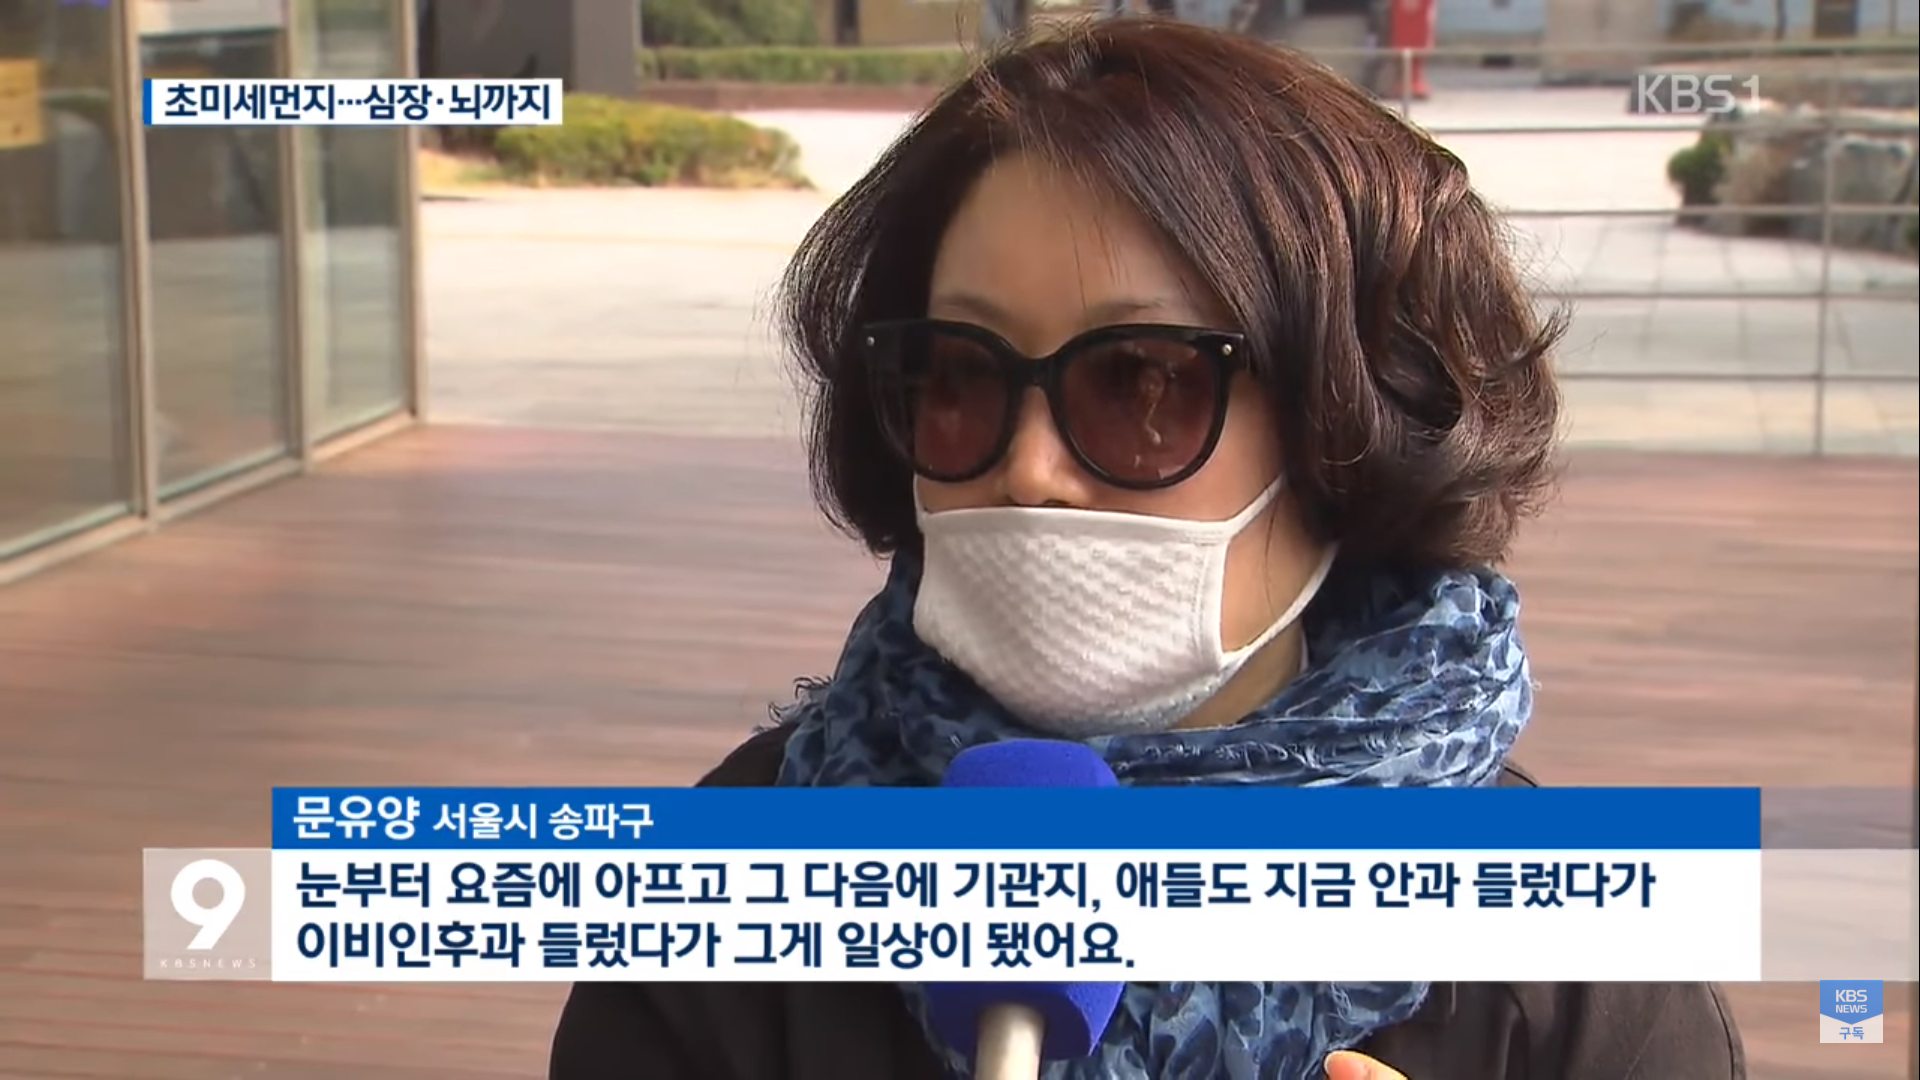 초미세먼지…심장·뇌까지
KBS1
문유양 서울시 송파구
눈부터 요즘에 아프고 그 다음에 기관지, 애들도 지금 안과 들렀다가
이비인후과 들렀다가 그게 일상이 됐어요.
9
KBS NEWS
KBS
NEWS
구독